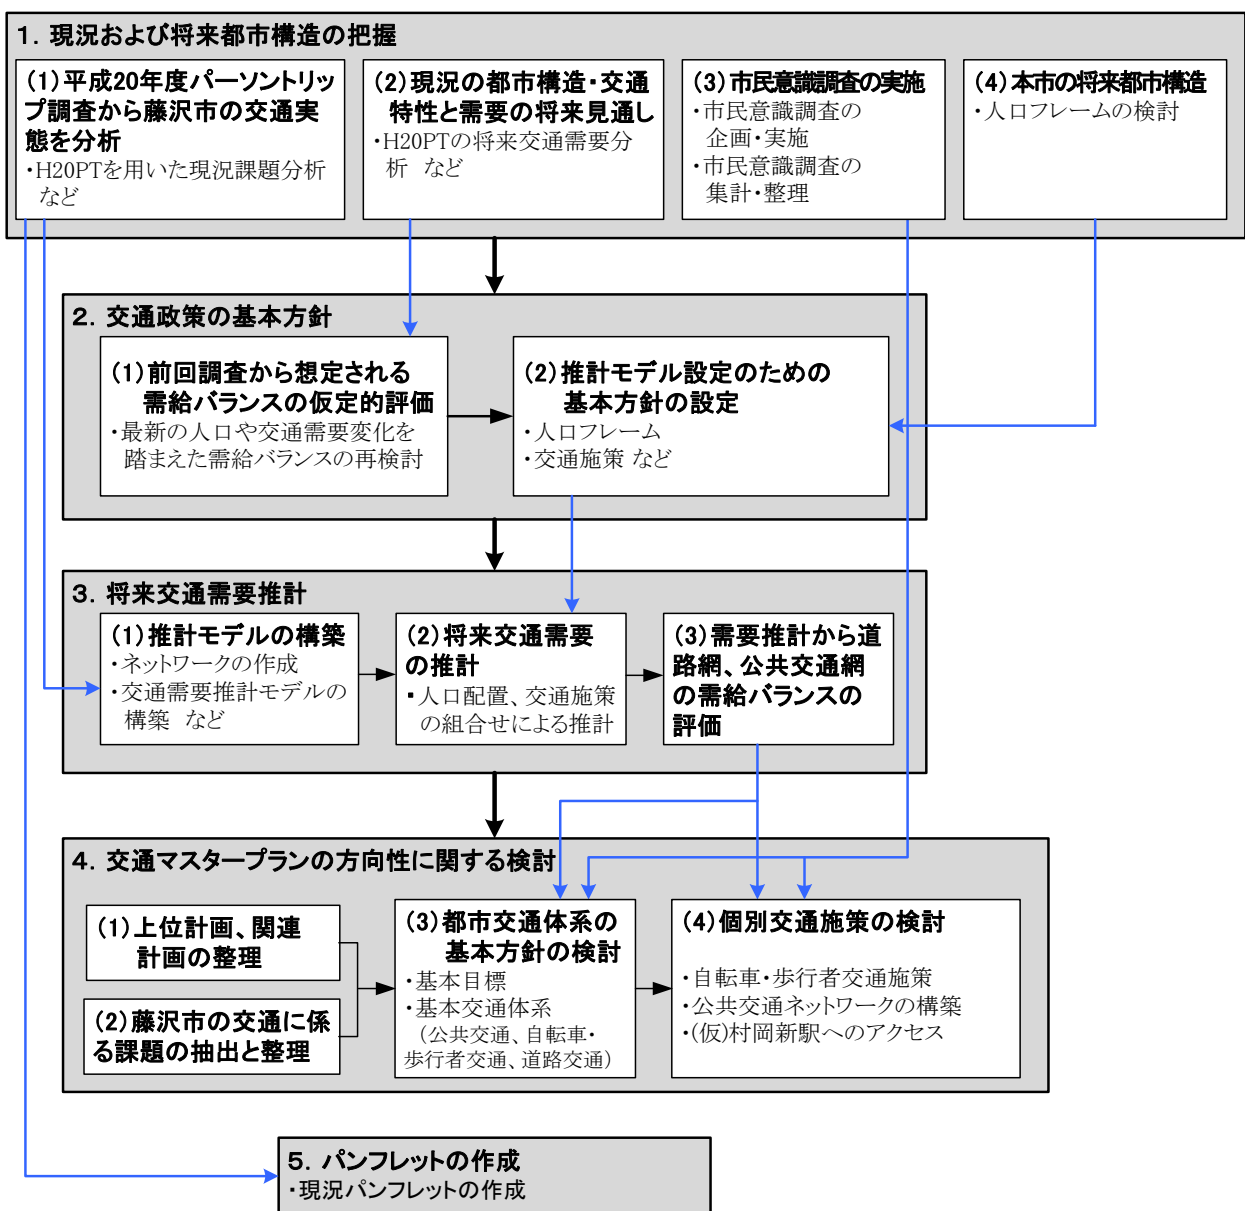 1．現況および将来都市構造の把握
(1)平成20年度パーソントリッ
プ調査から藤沢市の交通実
態を分析
・H20PTを用いた現況課題分析
など
(2)現況の都市構造・交通
特性と需要の将来見通し
・H20PTの将来交通需要分
析 など
(3)市民意識調査の実施
・市民意識調査の
企画・実施
・市民意識調査の
集計・整理
(4)本市の将来都市構造
・人口フレームの検討
2．交通政策の基本方針
(1)前回調査から想定される
需給バランスの仮定的評価
・最新の人口や交通需要変化を
踏まえた需給バランスの再検討
(2)推計モデル設定のための
基本方針の設定
・人口フレーム
・交通施策 など
3．将来交通需要推計
(1)推計モデルの構築
・ネットワークの作成
・交通需要推計モデルの
構築 など
(2)将来交通需要
の推計
・人口配置、交通施策
の組合せによる推計
(3)需要推計から道
路網、公共交通網
の需給バランスの
評価
4．交通マスタープランの方向性に関する検討
(1)上位計画、関連
計画の整理
(2)藤沢市の交通に係
る課題の抽出と整理
(3)都市交通体系の
基本方針の検討
・基本目標
・基本交通体系
(公共交通、自転車・
歩行者交通、道路交通)
(4)個別交通施策の検討
・自転車・歩行者交通施策
・公共交通ネットワークの構築
・(仮)村岡新駅へのアクセス
5．パンフレットの作成
・現況パンフレットの作成